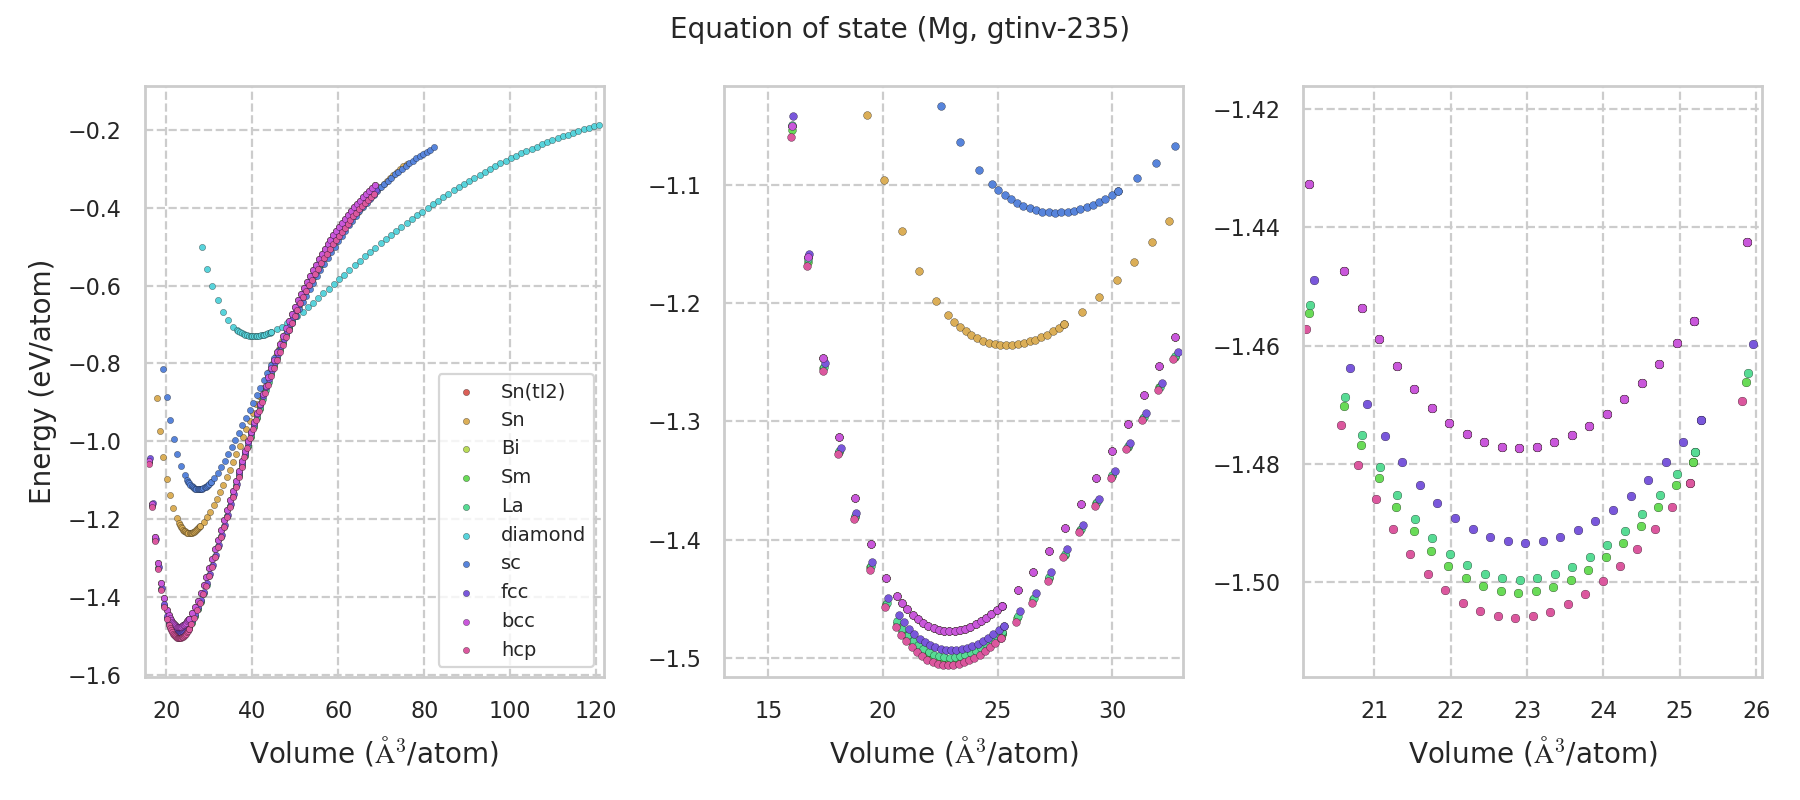 Equation of state (Mg, gtinv-235)
Energy (eV/atom)
−0.2
−0.4
−0.6
−0.8
−1.0
−1.2
−1.4
−1.6
20 40 60 80 100 120
Volume (Å³/atom)
Sn(tI2)
Sn
Bi
Sm
La
diamond
sc
fcc
bcc
hcp
−1.1
−1.2
−1.3
−1.4
−1.5
15 20 25 30
Volume (Å³/atom)
−1.42
−1.44
−1.46
−1.48
−1.50
21 22 23 24 25 26
Volume (Å³/atom)